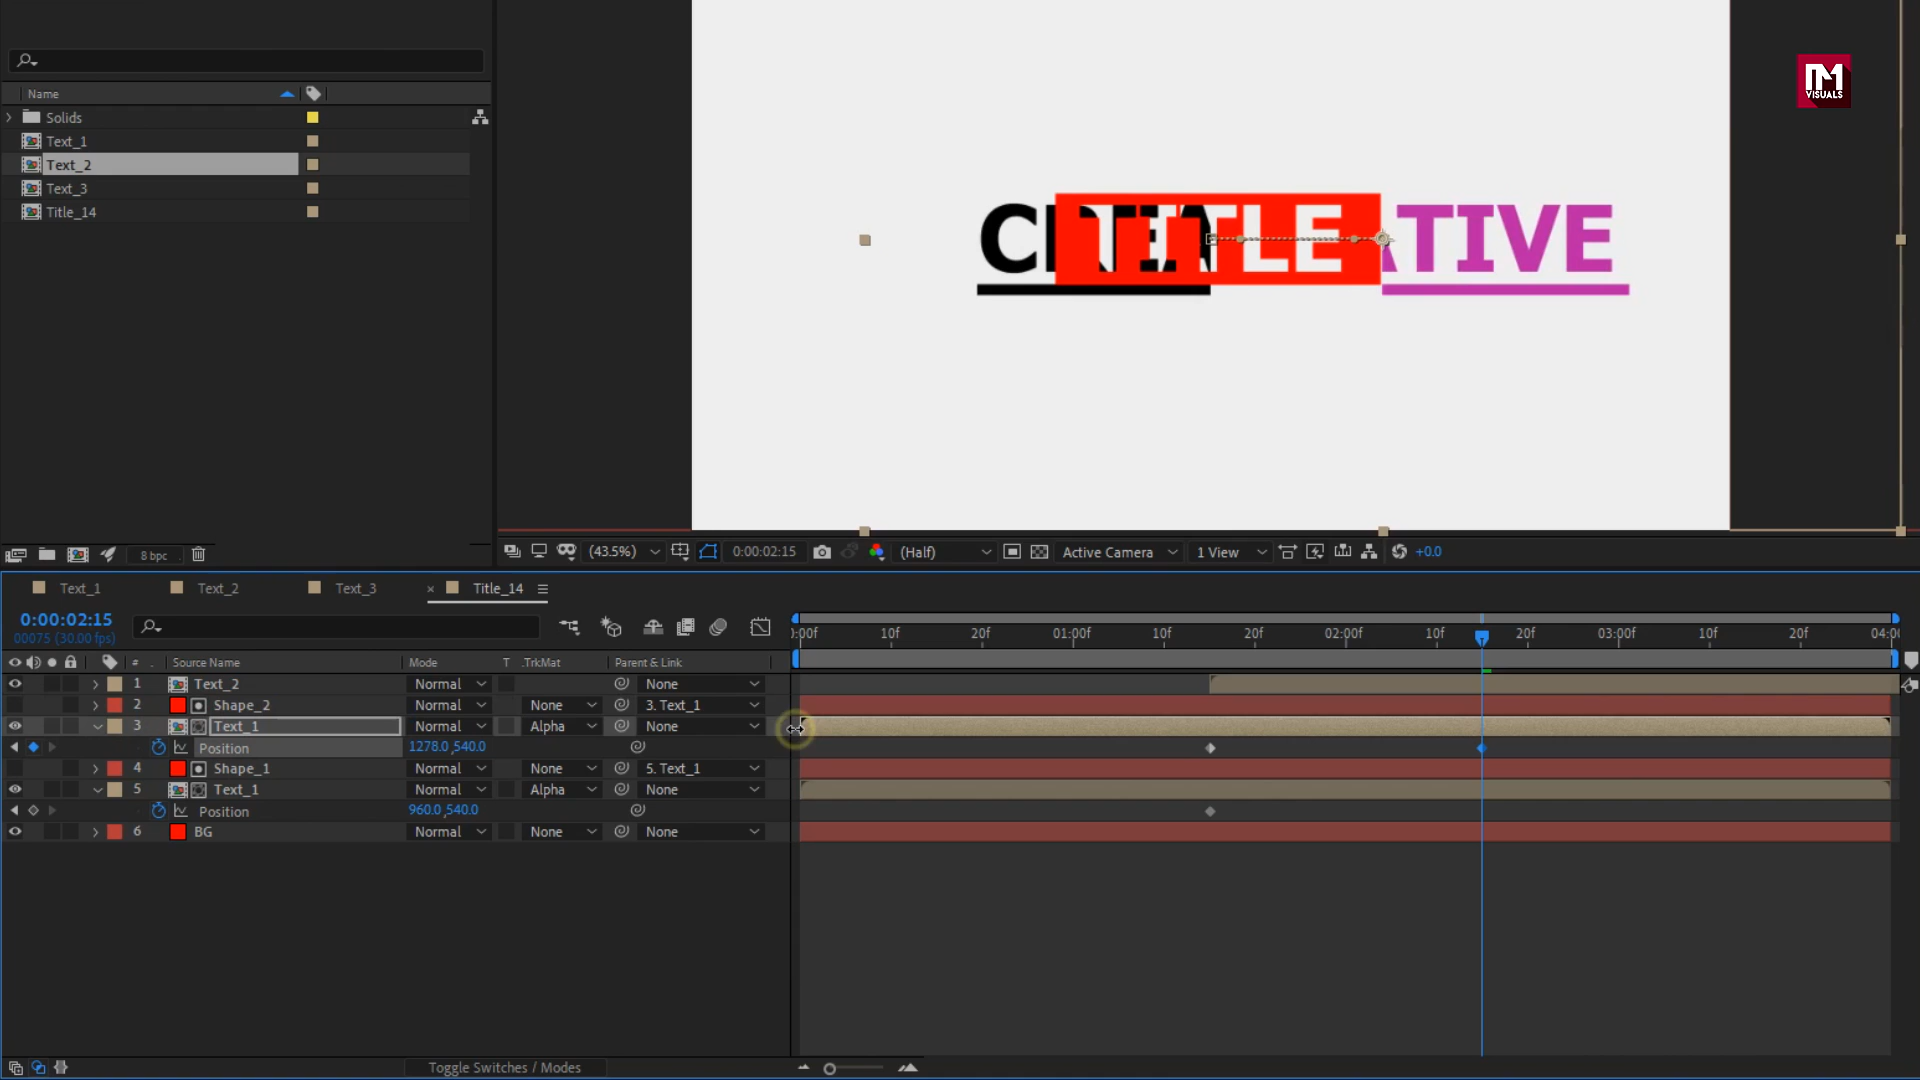 Name
Solids
Text_1
Text_2
Text_3
Title_14
8 bpc
M
VISUALS
CREA
TITLE
ATIVE
(43.5%)
0:00:02:15
(Half)
Active Camera
1 View
+0.0
Text_1
Text_2
Text_3
× Title_14
0:00:02:15
00075 (30.00 fps)
):00f 10f 20f 01:00f 10f 20f 02:00f 10f 20f 03:00f 10f 20f 04:00
# . Source Name Mode T .TrkMat Parent & Link
1 Text_2 Normal None
2 Shape_2 Normal None 3. Text_1
3 Text_1 Normal Alpha None
Position 1278.0,540.0
4 Shape_1 Normal None 5. Text_1
5 Text_1 Normal Alpha None
Position 960.0,540.0
6 BG Normal None None
Toggle Switches / Modes